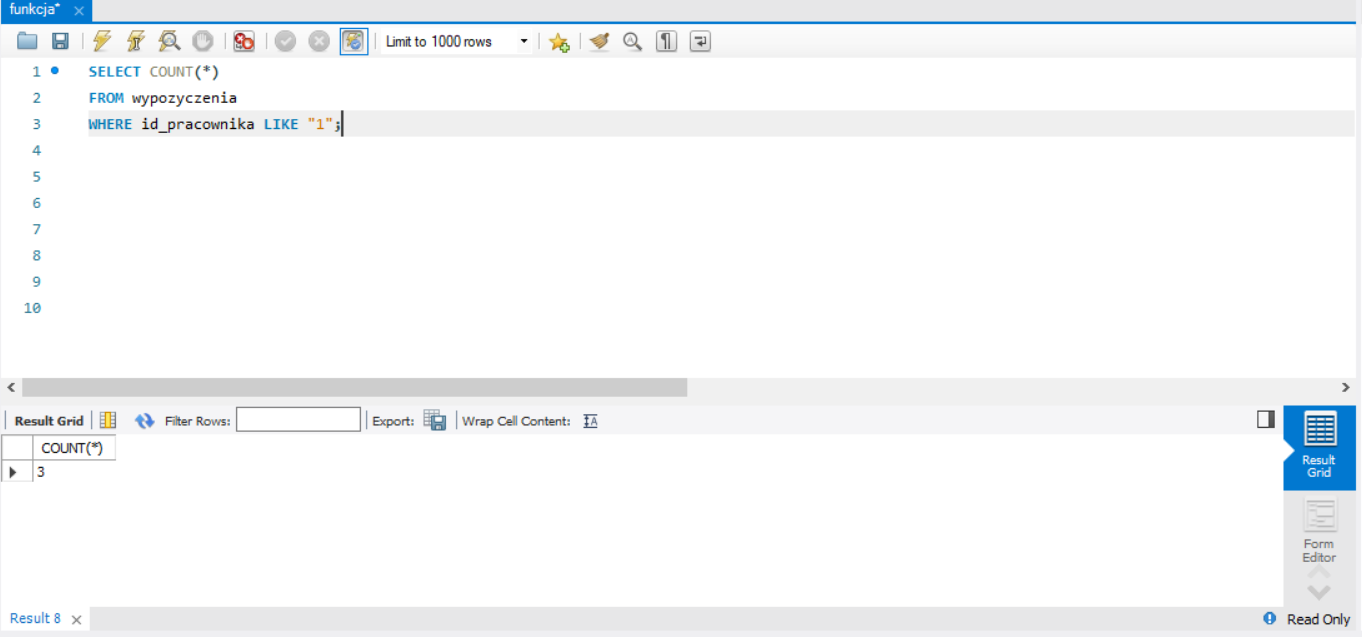 funkcja*
Limit to 1000 rows
1 SELECT COUNT(*)
2 FROM wypozyczenia
3 WHERE id_pracownika LIKE "1";
4
5
6
7
8
9
10
Result Grid Filter Rows: Export: Wrap Cell Content: IA
COUNT(*)
3
Result
Grid
Form
Editor
Result 8
Read Only